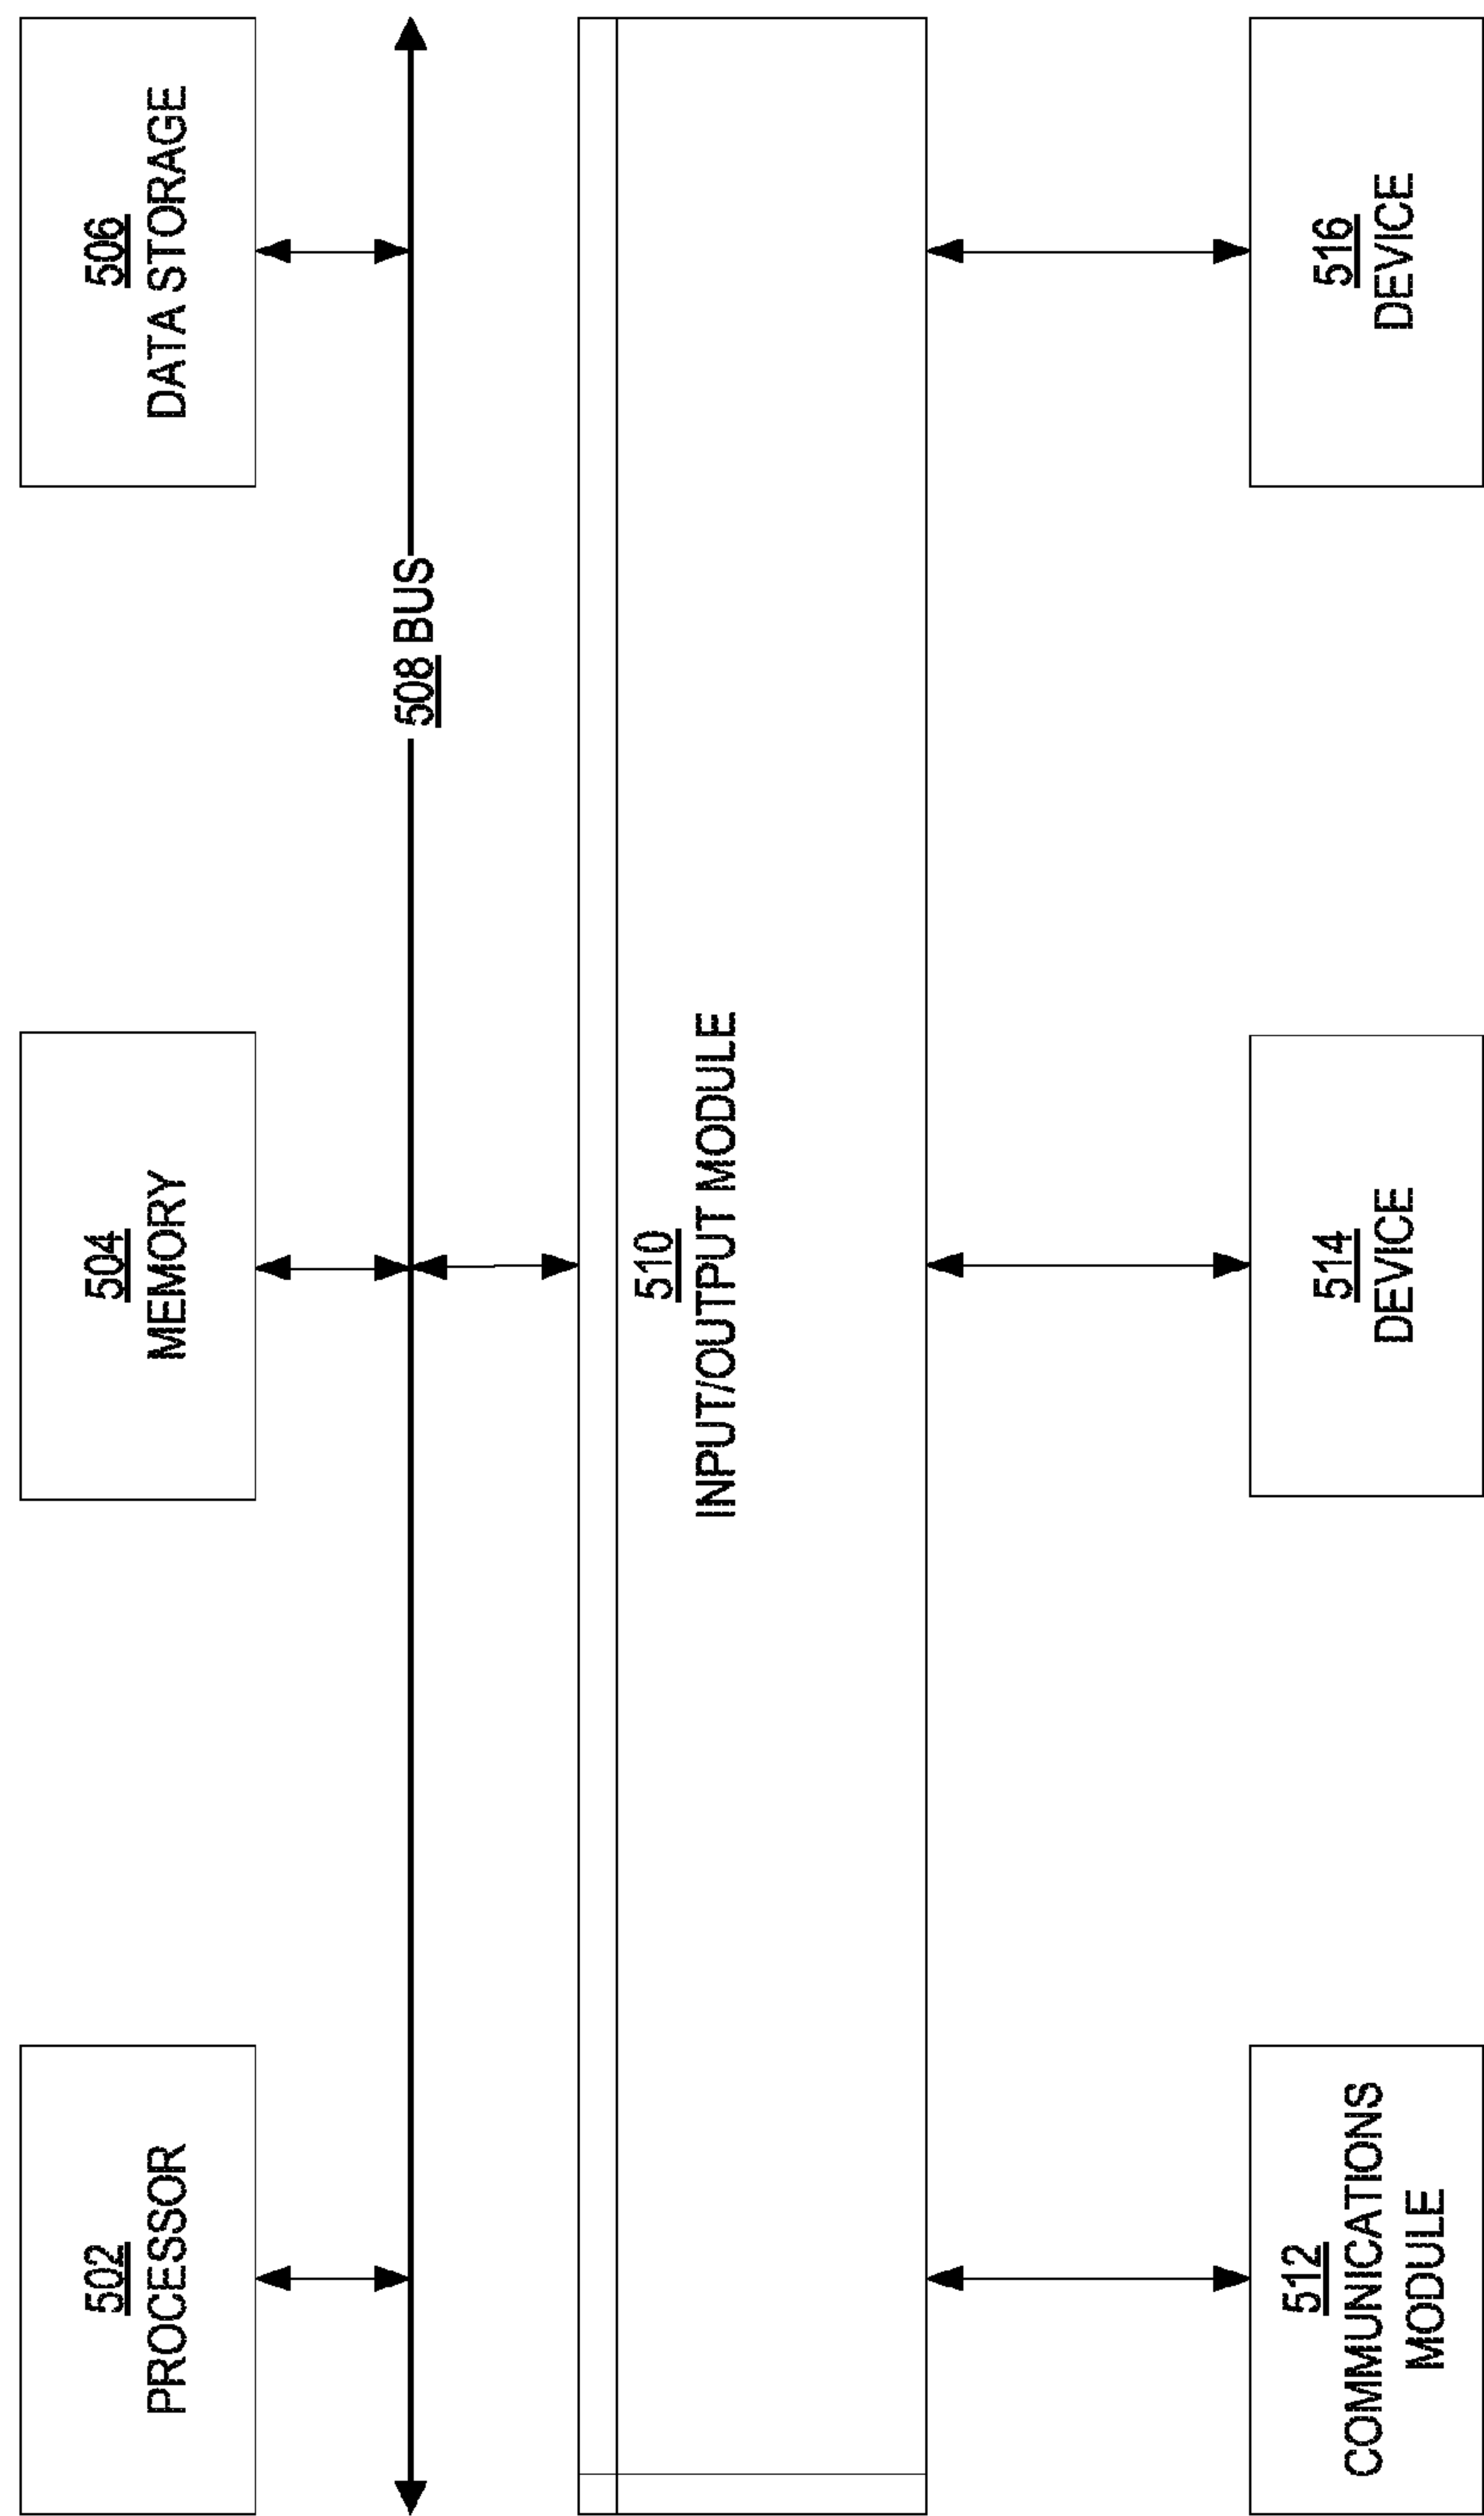 502
PROCESSOR
504
MEMORY
506
DATA STORAGE
508 BUS
510
INPUT/OUTPUT MODULE
512
COMMUNICATIONS
MODULE
514
DEVICE
516
DEVICE